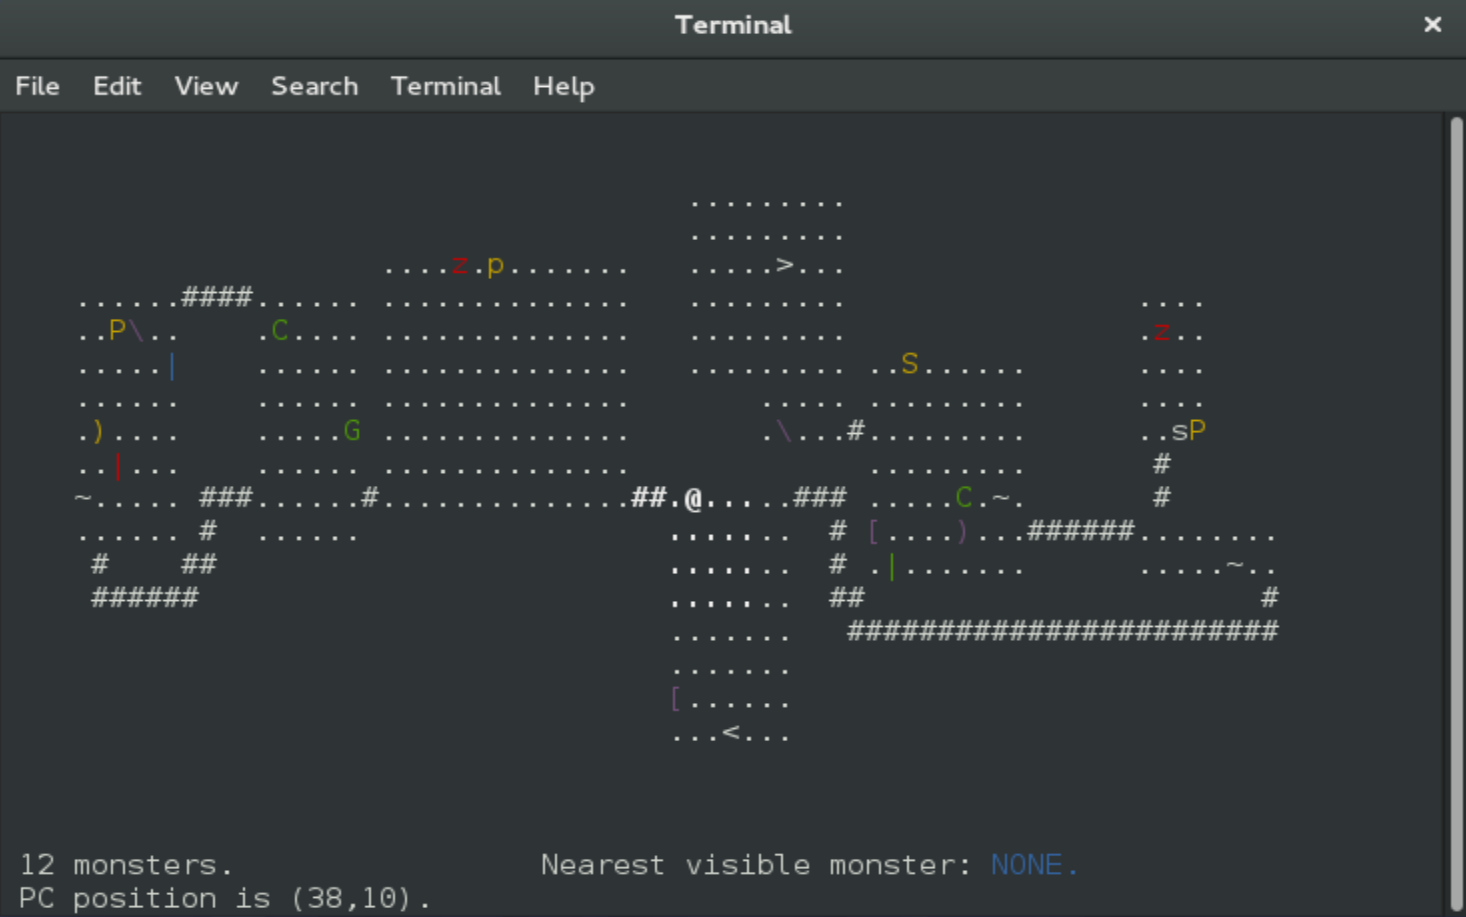 Terminal ×
File Edit View Search Terminal Help
                                      .........
                                      .........
                     ....z.p.......   .....>...
    ......####...... ..............   .........                ....
    ..P\..    .C.... ..............   .........                .z..
    .....|    ...... ..............   ......... ..S......      ....
    ......    ...... ..............       ..... .........      ....
    .)....    .....G ..............       .\...#.........      ..sP
    ..|...    ...... ..............             .........       #
    ~..... ###......#..............##.@.....### .....C.~.       #
    ...... #  ......                 .......  # [....)...######........
     #    ##                         .......  # .|.......      .....~..
     ######                          .......  ##                      #
                                     .......   ########################
                                     .......
                                     [......
                                     ...<...
12 monsters.                 Nearest visible monster: NONE.
PC position is (38,10).